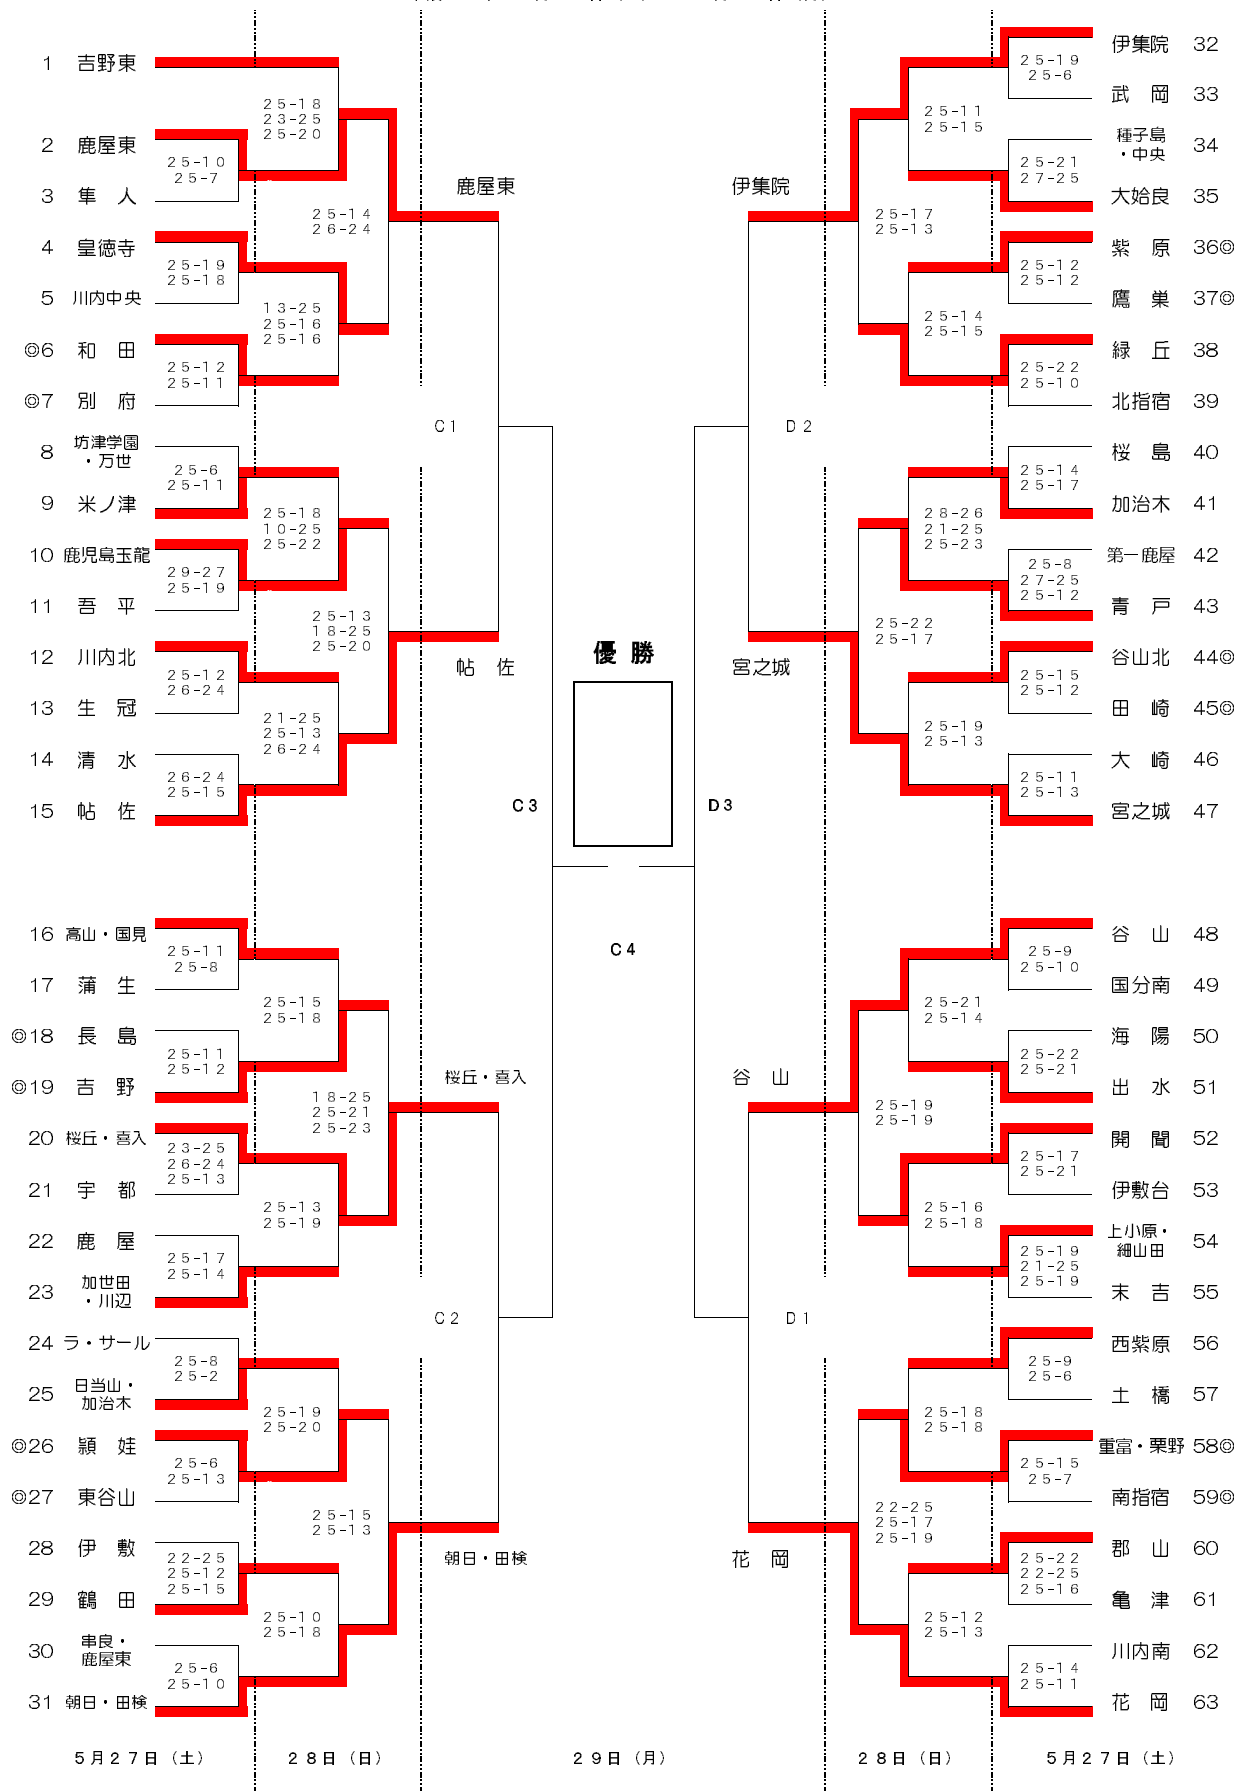 1 吉野東
25-18
23-25
25-20
2 鹿屋東
25-10
25-7
3 隼 人
鹿屋東
25-14
26-24
4 皇徳寺
25-19
25-18
5 川内中央
13-25
25-16
25-16
◎6 和 田
25-12
25-11
◎7 別 府
C1
8 坊津学園
・万世
25-6
25-11
9 米ノ津
25-18
10-25
25-22
10 鹿児島玉龍
29-27
25-19
11 吾 平
25-13
18-25
25-20
12 川内北
25-12
26-24
帖 佐
13 生 冠
21-25
25-13
26-24
14 清 水
26-24
25-15
15 帖 佐
C3
16 高山・国見
25-11
25-8
17 蒲 生
25-15
25-18
◎18 長 島
25-11
25-12
◎19 吉 野
桜丘・喜入
18-25
25-21
25-23
20 桜丘・喜入
23-25
26-24
25-13
21 宇 都
25-13
25-19
22 鹿 屋
25-17
25-14
23 加世田
・川辺
C2
24 ラ・サール
25-8
25-2
25 日当山・
加治木
25-19
25-20
◎26 頴 娃
25-6
25-13
◎27 東谷山
25-15
25-13
28 伊 敷
22-25
25-12
25-15
朝日・田検
29 鶴 田
25-10
25-18
30 串良・
鹿屋東
25-6
25-10
31 朝日・田検
優 勝
C4
伊集院 32
25-19
25-6
武 岡 33
25-11
25-15
種子島
・中央 34
25-21
27-25
大姶良 35
伊集院
25-17
25-13
紫 原 36◎
25-12
25-12
鷹 巣 37◎
25-14
25-15
緑 丘 38
25-22
25-10
北指宿 39
D2
桜 島 40
25-14
25-17
加治木 41
28-26
21-25
25-23
第一鹿屋 42
25-8
27-25
25-12
青 戸 43
25-22
25-17
谷山北 44◎
25-15
25-12
宮之城
田 崎 45◎
25-19
25-13
大 崎 46
25-11
25-13
宮之城 47
D3
谷 山 48
25-9
25-10
国分南 49
25-21
25-14
海 陽 50
25-22
25-21
出 水 51
谷 山
25-19
25-19
開 聞 52
25-17
25-21
伊敷台 53
25-16
25-18
上小原・
細山田 54
25-19
21-25
25-19
末 吉 55
D1
西紫原 56
25-9
25-6
土 橋 57
25-18
25-18
重富・栗野 58◎
25-15
25-7
南指宿 59◎
22-25
25-17
25-19
郡 山 60
25-22
22-25
25-16
花 岡
亀 津 61
25-12
25-13
川内南 62
25-14
25-11
花 岡 63
5月27日（土） 28日（日） 29日（月） 28日（日） 5月27日（土）